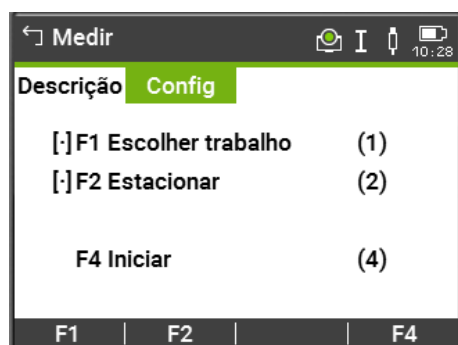 Medir
10:28
Descrição Config
[·] F1 Escolher trabalho (1)
[·] F2 Estacionar (2)
F4 Iniciar (4)
F1 F2 F4